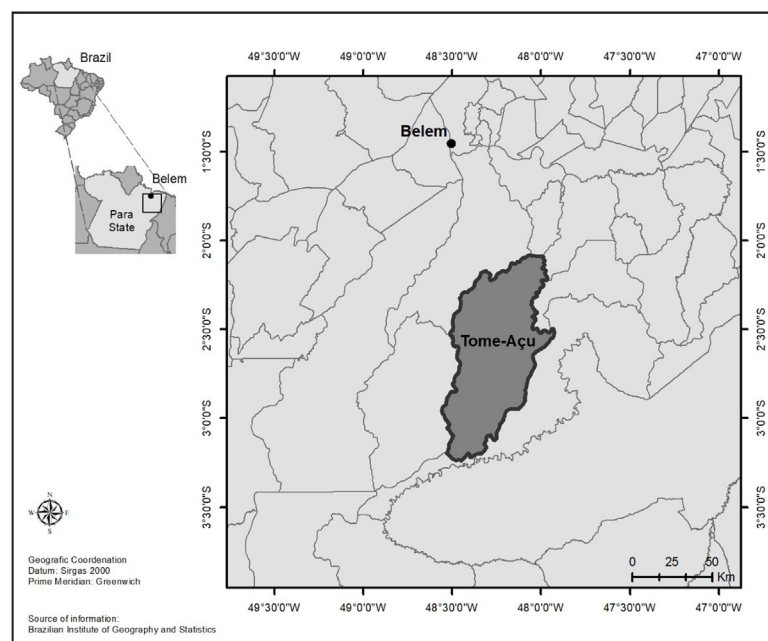 Brazil
Belem
Para
State
49°30'0"W 49°0'0"W 48°30'0"W 48°0'0"W 47°30'0"W 47°0'0"W
1°30'0"S
2°0'0"S
2°30'0"S
3°0'0"S
3°30'0"S
Belem
Tome-Açu
1°30'0"S
2°0'0"S
2°30'0"S
3°0'0"S
3°30'0"S
0 25 50
Km
49°30'0"W 49°0'0"W 48°30'0"W 48°0'0"W 47°30'0"W 47°0'0"W
N
W E
S
Geografic Coordenation
Datum: Sirgas 2000
Prime Meridian: Greenwich
Source of information:
Brazilian Institute of Geography and Statistics